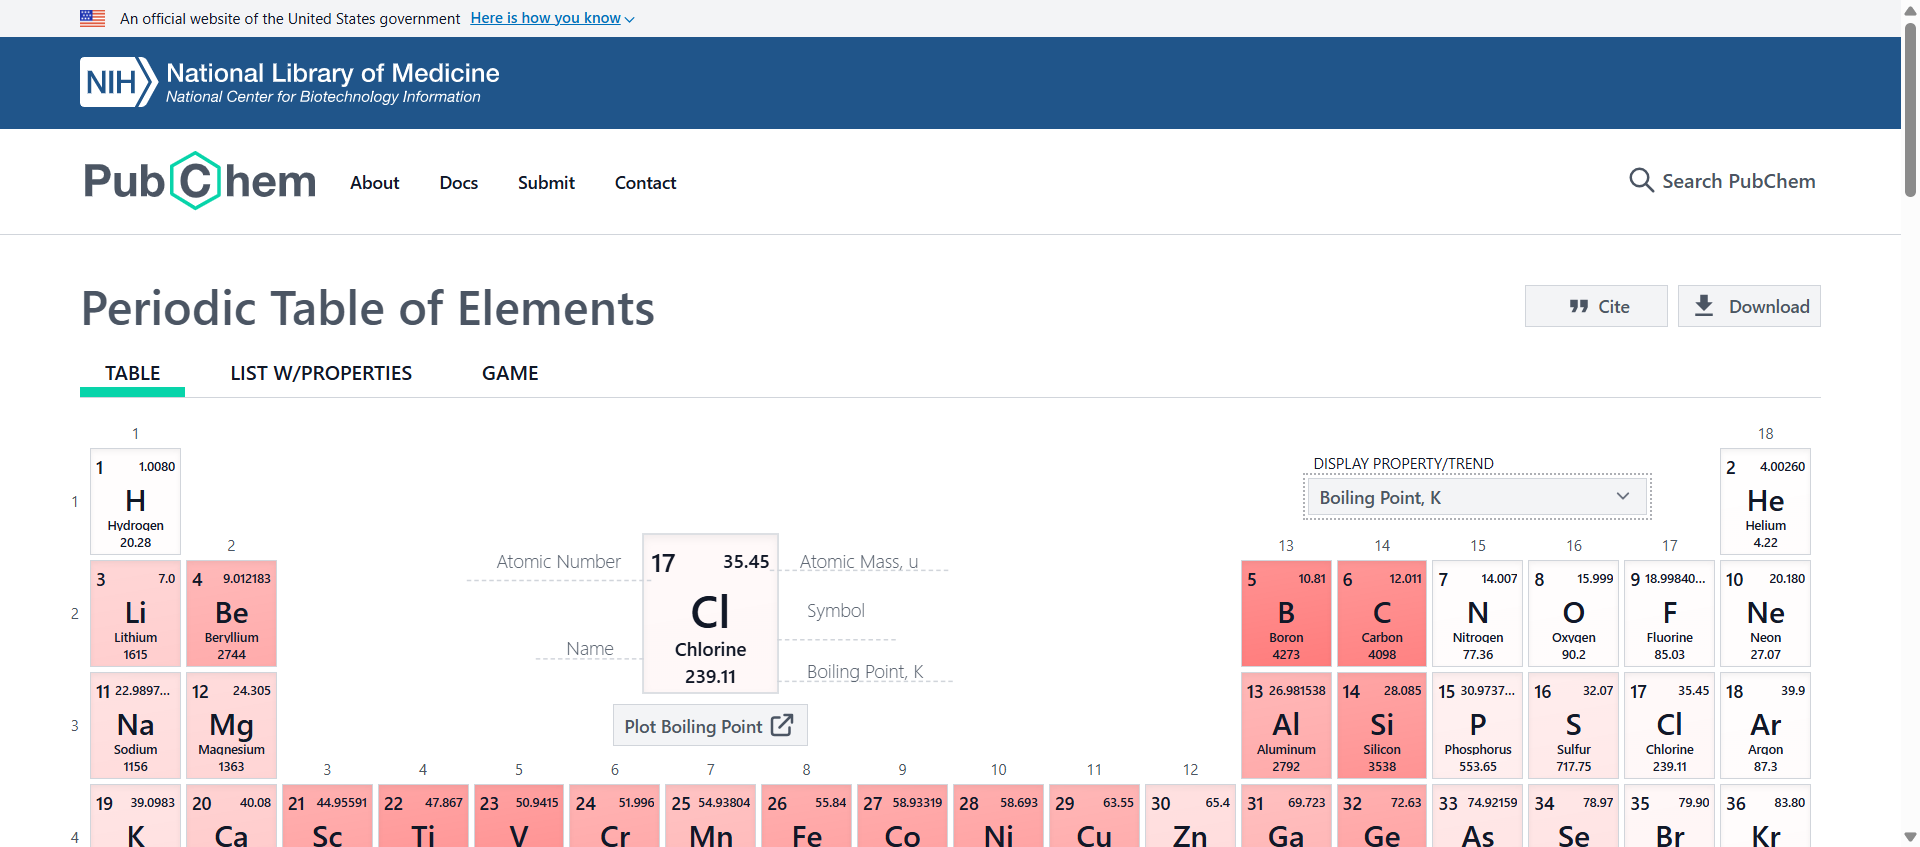 An official website of the United States government Here is how you know
NIH National Library of Medicine
National Center for Biotechnology Information
PubChem About Docs Submit Contact Search PubChem
Periodic Table of Elements
Cite Download
TABLE LIST W/PROPERTIES GAME
1 18
DISPLAY PROPERTY/TREND
Boiling Point, K
1
1 1.0080
H
Hydrogen
20.28
2 4.00260
He
Helium
4.22
2 13 14 15 16 17
Atomic Number
Name
17 35.45
Cl
Chlorine
239.11
Atomic Mass, u
Symbol
Boiling Point, K
Plot Boiling Point
2
3 7.0
Li
Lithium
1615
4 9.012183
Be
Beryllium
2744
5 10.81
B
Boron
4273
6 12.011
C
Carbon
4098
7 14.007
N
Nitrogen
77.36
8 15.999
O
Oxygen
90.2
9 18.99840...
F
Fluorine
85.03
10 20.180
Ne
Neon
27.07
3
11 22.9897...
Na
Sodium
1156
12 24.305
Mg
Magnesium
1363
13 26.981538
Al
Aluminum
2792
14 28.085
Si
Silicon
3538
15 30.9737...
P
Phosphorus
553.65
16 32.07
S
Sulfur
717.75
17 35.45
Cl
Chlorine
239.11
18 39.9
Ar
Argon
87.3
3 4 5 6 7 8 9 10 11 12
4
19 39.0983
K
20 40.08
Ca
21 44.95591
Sc
22 47.867
Ti
23 50.9415
V
24 51.996
Cr
25 54.93804
Mn
26 55.84
Fe
27 58.93319
Co
28 58.693
Ni
29 63.55
Cu
30 65.4
Zn
31 69.723
Ga
32 72.63
Ge
33 74.92159
As
34 78.97
Se
35 79.90
Br
36 83.80
Kr